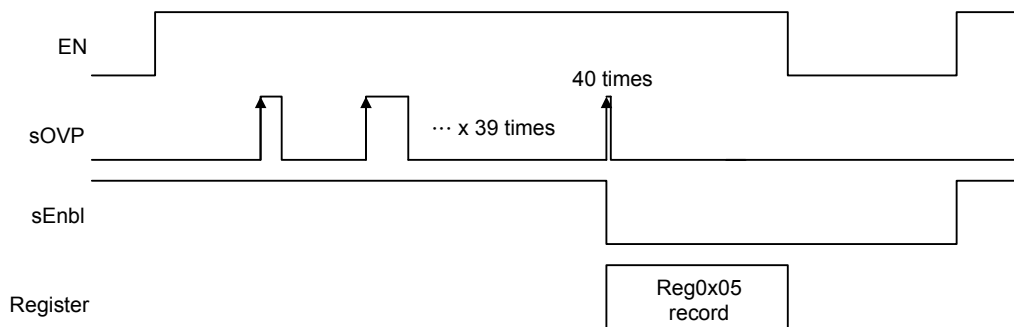 EN
40 times
sOVP
··· x 39 times
sEnbl
Reg0x05
record
Register